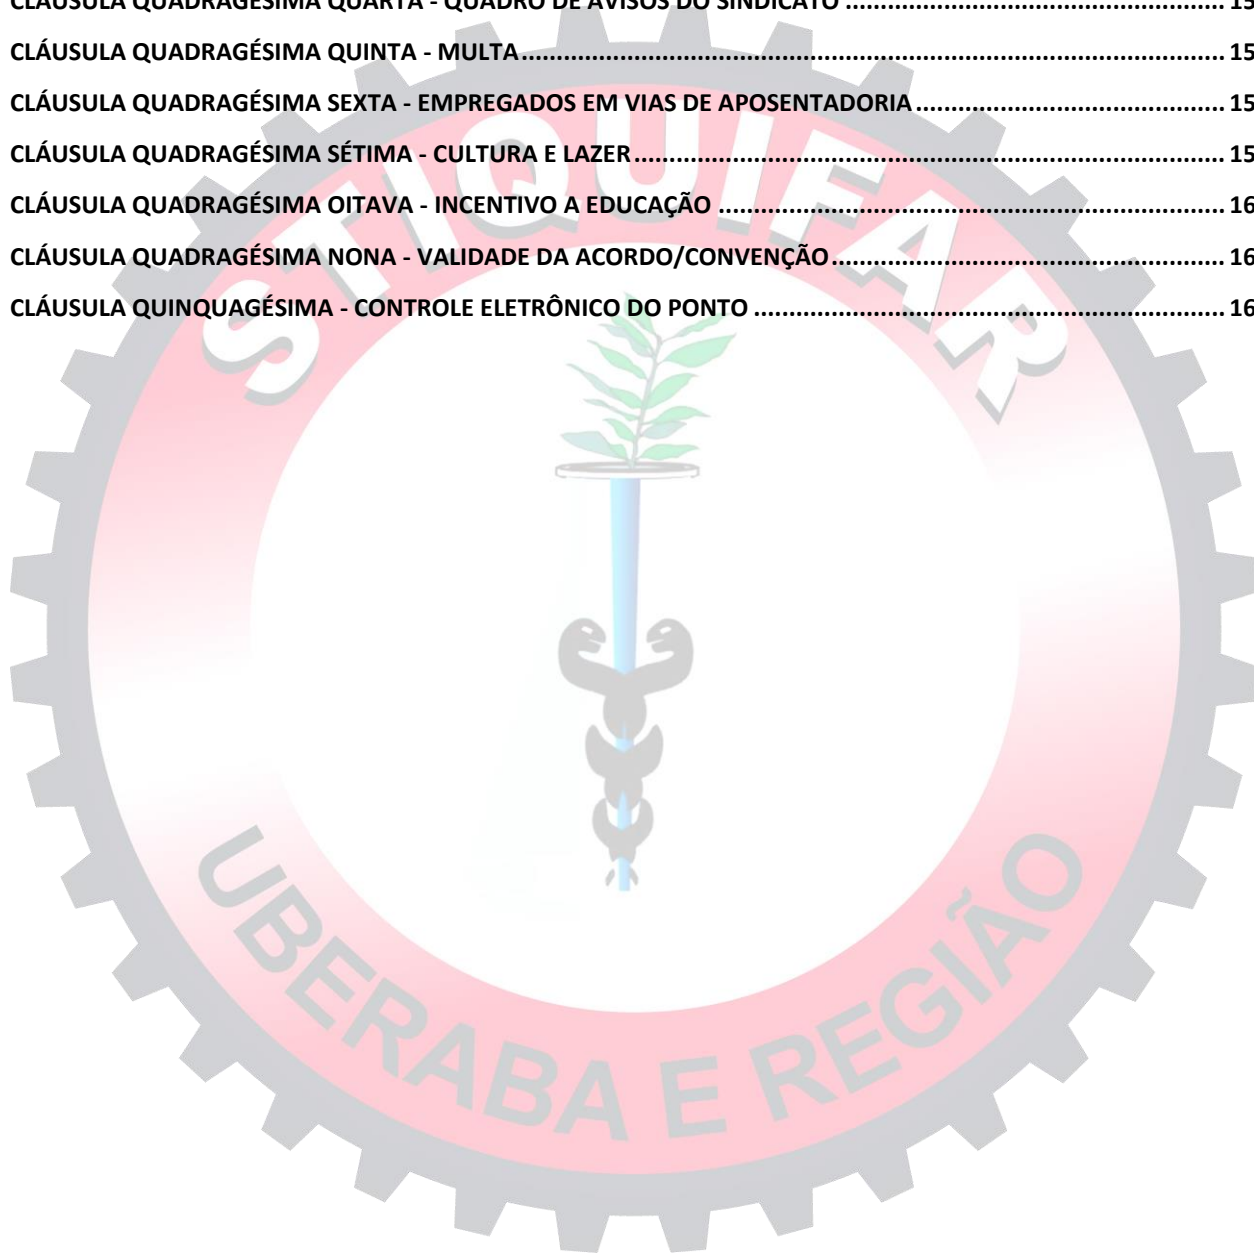 CLÁUSULA QUADRAGÉSIMA QUARTA - QUADRO DE AVISOS DO SINDICATO ........................................................ 15
CLÁUSULA QUADRAGÉSIMA QUINTA - MULTA ........................................................ 15
CLÁUSULA QUADRAGÉSIMA SEXTA - EMPREGADOS EM VIAS DE APOSENTADORIA ........................................................ 15
CLÁUSULA QUADRAGÉSIMA SÉTIMA - CULTURA E LAZER ........................................................ 15
CLÁUSULA QUADRAGÉSIMA OITAVA - INCENTIVO A EDUCAÇÃO ........................................................ 16
CLÁUSULA QUADRAGÉSIMA NONA - VALIDADE DA ACORDO/CONVENÇÃO ........................................................ 16
CLÁUSULA QUINQUAGÉSIMA - CONTROLE ELETRÔNICO DO PONTO ........................................................ 16
STIQUIFAR
UBERABA E REGIÃO